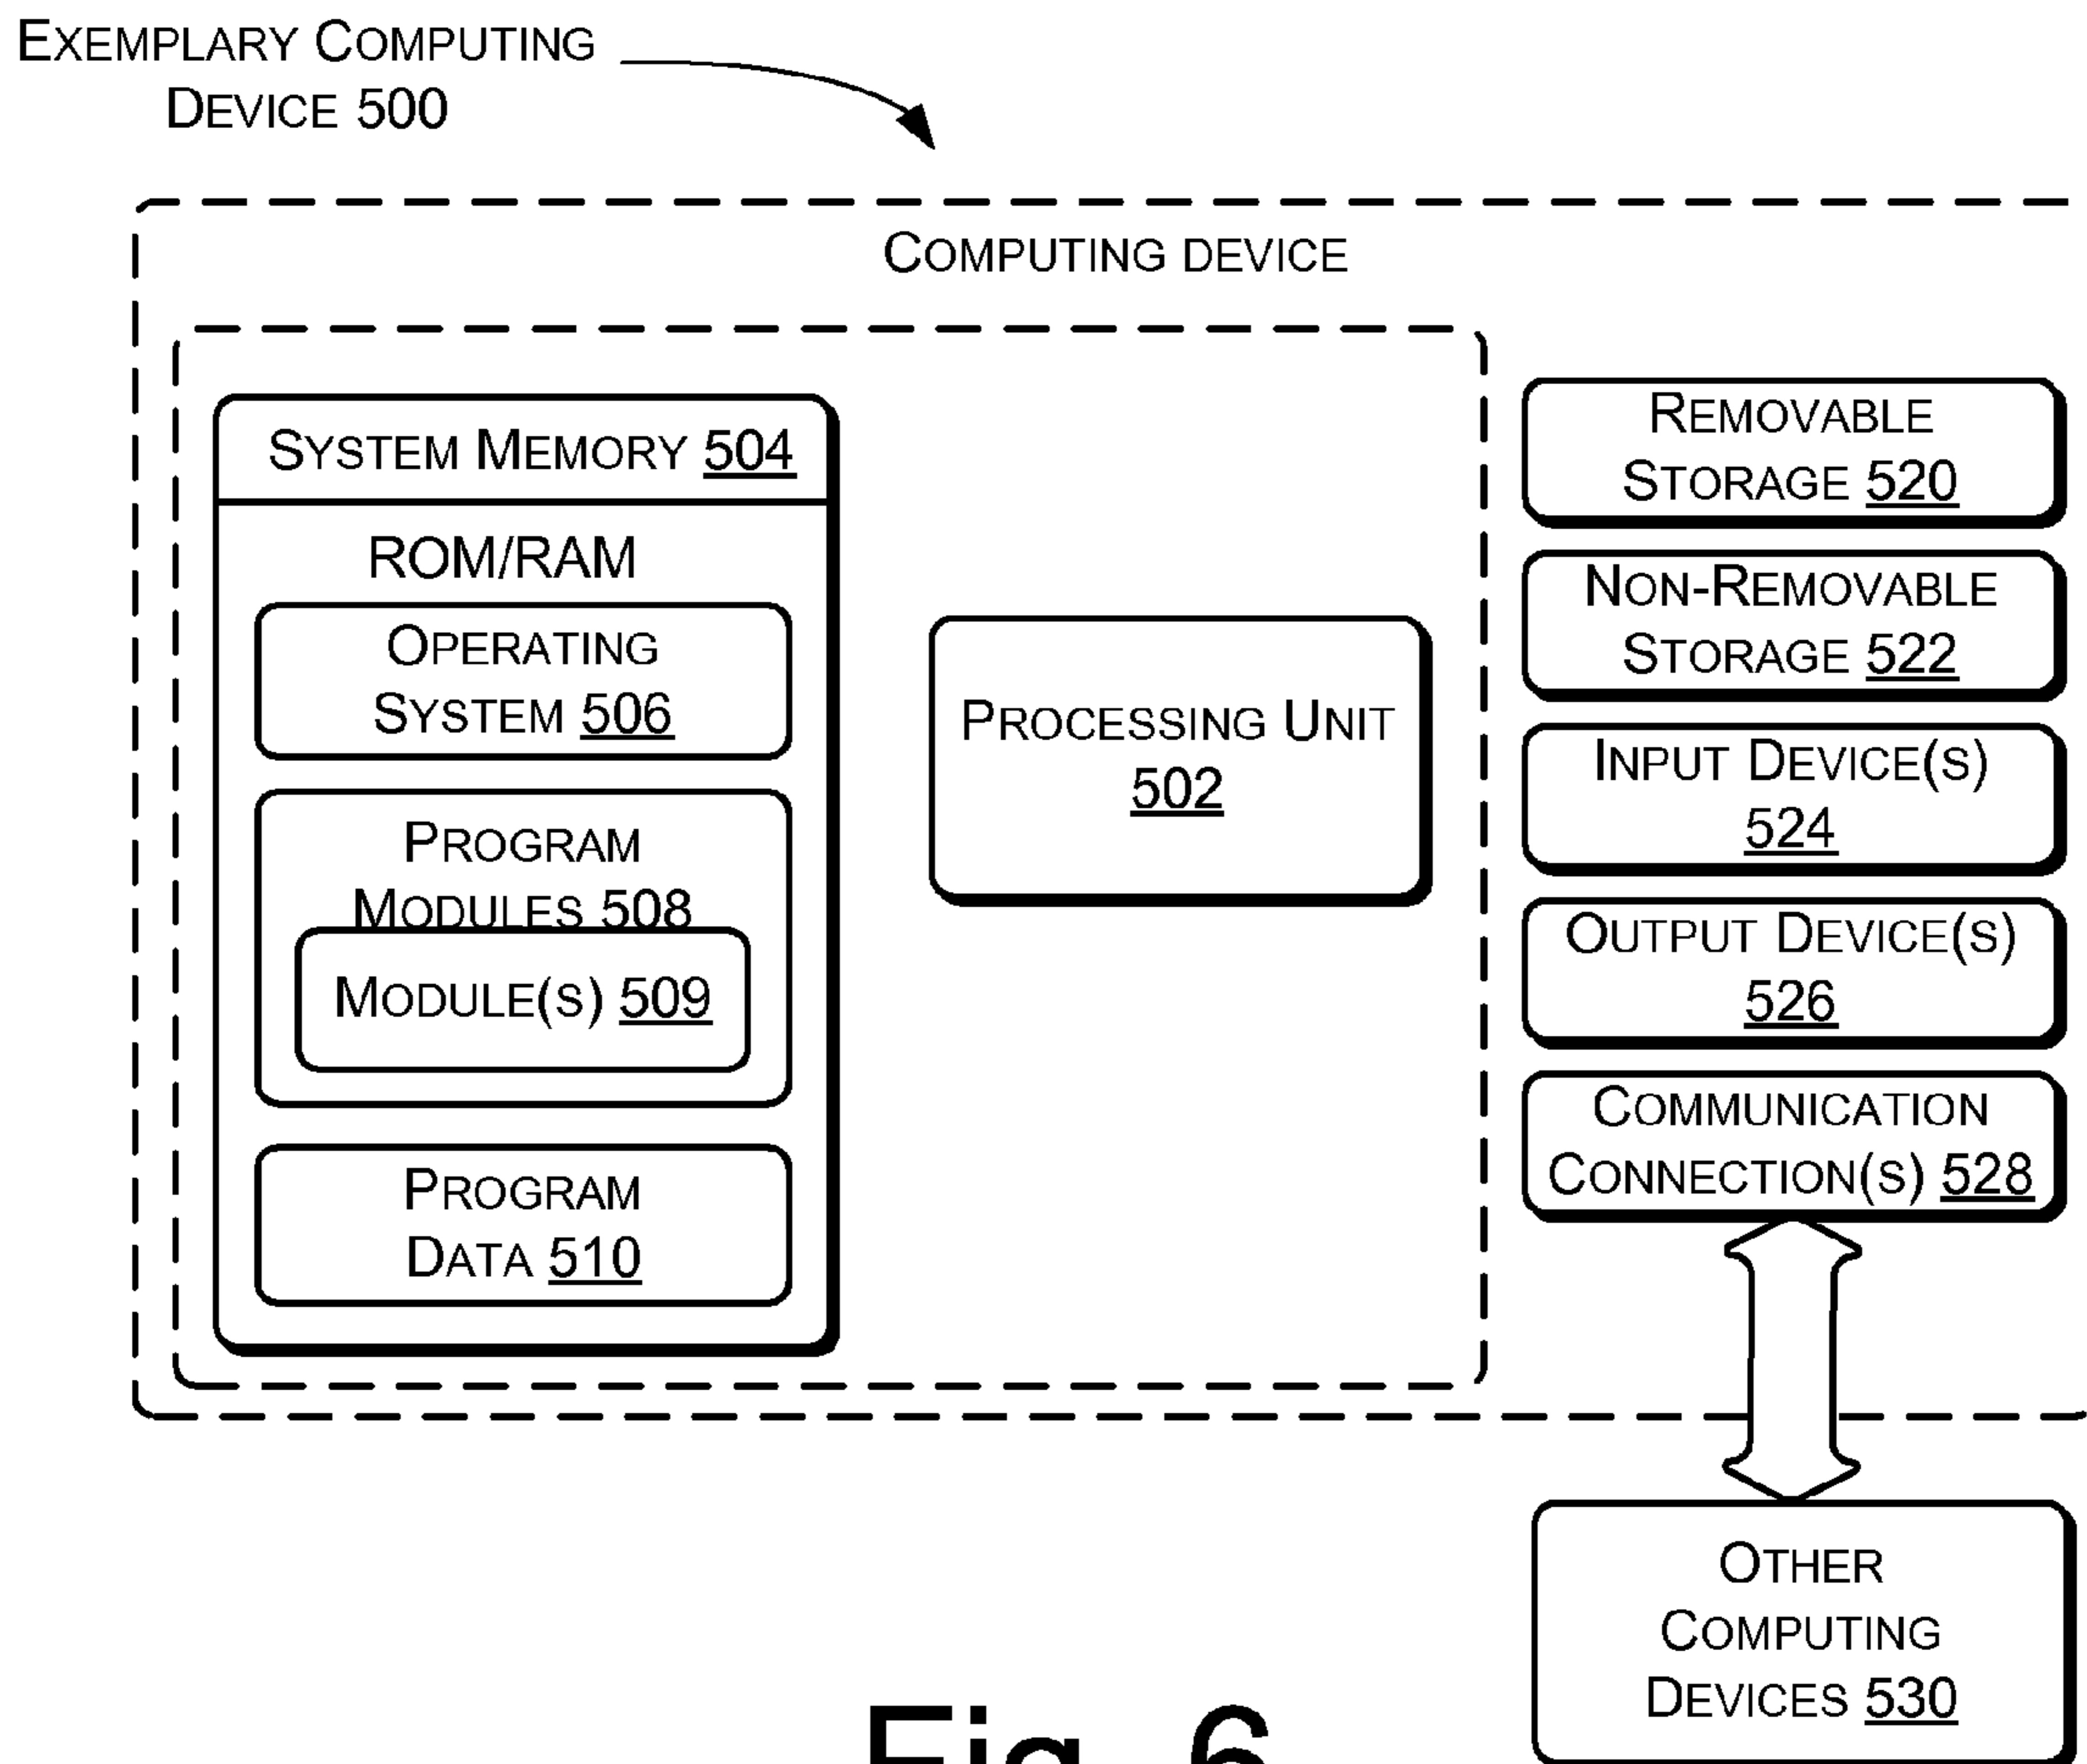 EXEMPLARY COMPUTING
DEVICE 500
COMPUTING DEVICE
SYSTEM MEMORY 504
ROM/RAM
OPERATING
SYSTEM 506
PROGRAM
MODULES 508
MODULE(S) 509
PROGRAM
DATA 510
PROCESSING UNIT
502
REMOVABLE
STORAGE 520
NON-REMOVABLE
STORAGE 522
INPUT DEVICE(S)
524
OUTPUT DEVICE(S)
526
COMMUNICATION
CONNECTION(S) 528
OTHER
COMPUTING
DEVICES 530
Fig. 6